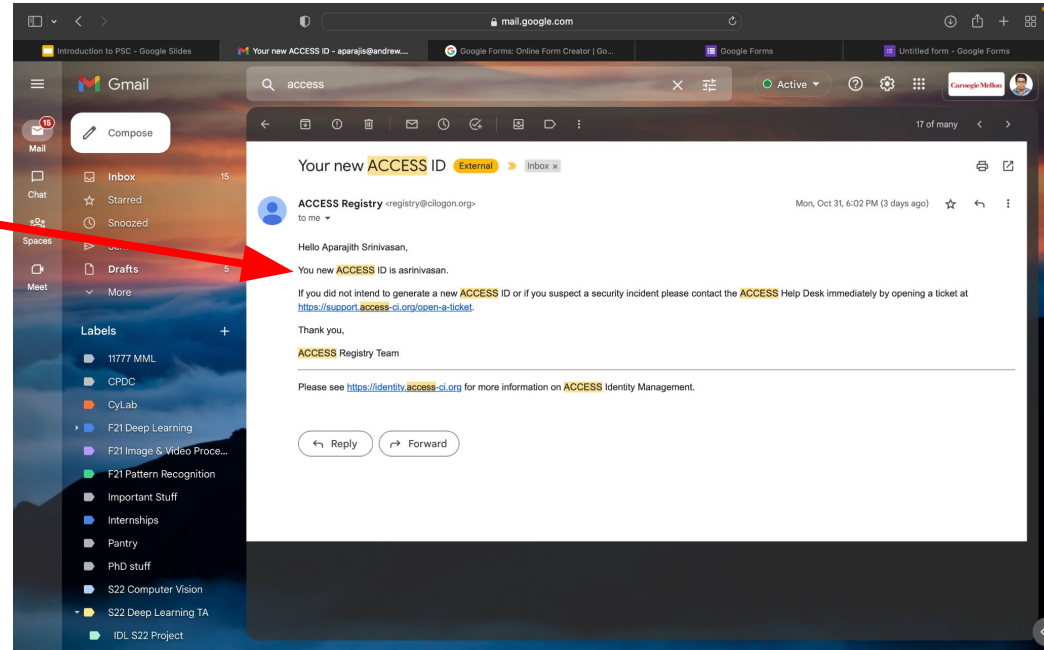 mail.google.com
Introduction to PSC - Google Slides
Your new ACCESS ID - aparajis@andrew....
Google Forms: Online Form Creator | Go...
Google Forms
Untitled form - Google Forms
Gmail
access
Active
Carnegie Mellon
15
Mail
Chat
Spaces
Meet
Compose
Inbox 15
Starred
Snoozed
Drafts 5
More
Labels +
11777 MML
CPDC
CyLab
F21 Deep Learning
F21 Image & Video Proce...
F21 Pattern Recognition
Important Stuff
Internships
Pantry
PhD stuff
S22 Computer Vision
S22 Deep Learning TA
IDL S22 Project
17 of many
Your new ACCESS ID External Inbox x
ACCESS Registry <registry@cilogon.org>
Mon, Oct 31, 6:02 PM (3 days ago)
to me
Hello Aparajith Srinivasan,
You new ACCESS ID is asrinivasan.
If you did not intend to generate a new ACCESS ID or if you suspect a security incident please contact the ACCESS Help Desk immediately by opening a ticket at
https://support.access-ci.org/open-a-ticket.
Thank you,
ACCESS Registry Team
Please see https://identity.access-ci.org for more information on ACCESS Identity Management.
Reply
Forward